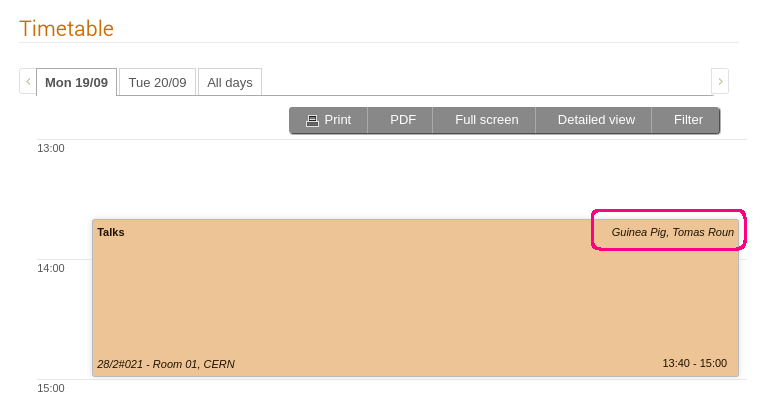 Timetable
Mon 19/09 Tue 20/09 All days
Print PDF Full screen Detailed view Filter
13:00
Talks Guinea Pig, Tomas Roun
14:00
28/2#021 - Room 01, CERN 13:40 - 15:00
15:00